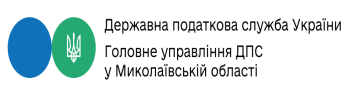 Державна податкова служба України
Головне управління ДПС
у Миколаївській області